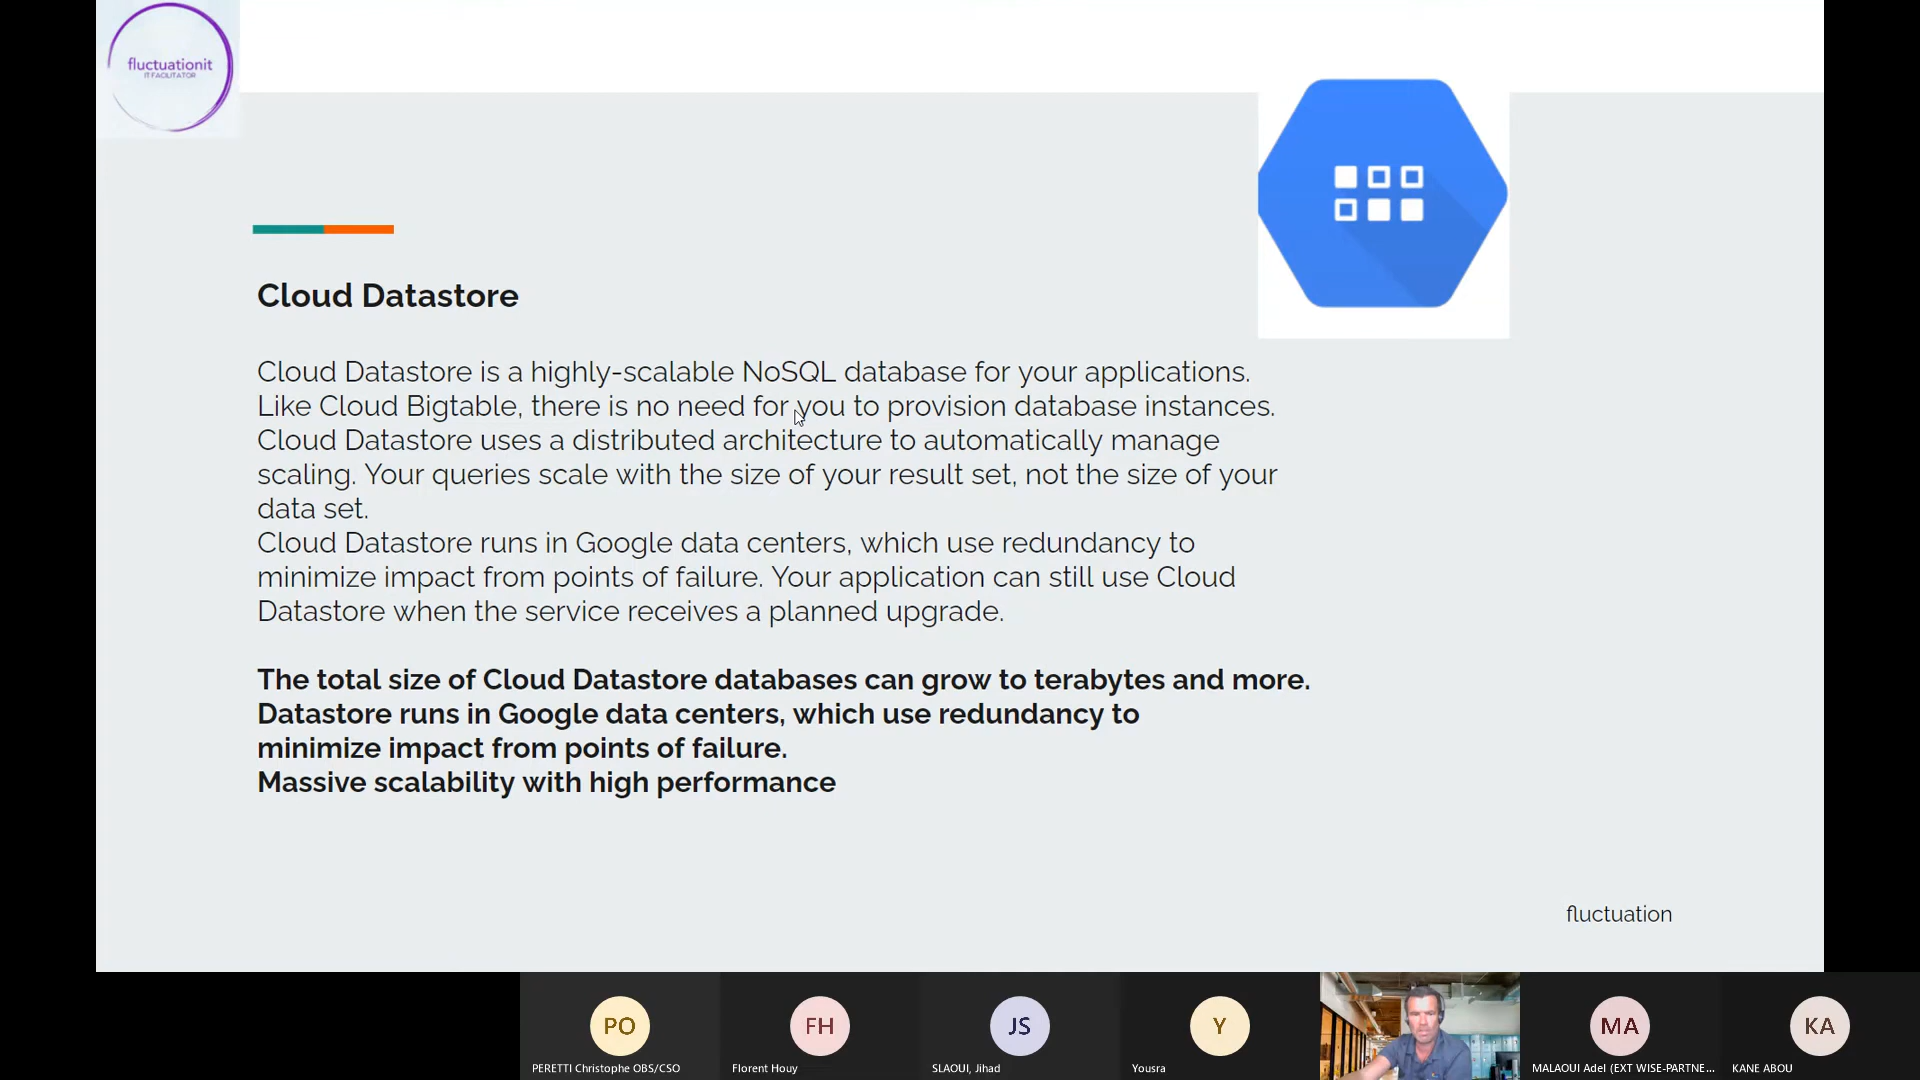 fluctuationit
IT FACILITATOR
Cloud Datastore
Cloud Datastore is a highly-scalable NoSQL database for your applications.
Like Cloud Bigtable, there is no need for you to provision database instances.
Cloud Datastore uses a distributed architecture to automatically manage
scaling. Your queries scale with the size of your result set, not the size of your
data set.
Cloud Datastore runs in Google data centers, which use redundancy to
minimize impact from points of failure. Your application can still use Cloud
Datastore when the service receives a planned upgrade.
The total size of Cloud Datastore databases can grow to terabytes and more.
Datastore runs in Google data centers, which use redundancy to
minimize impact from points of failure.
Massive scalability with high performance
fluctuation
PO
FH
JS
Y
MA
KA
PERETTI Christophe OBS/CSO
Florent Houy
SLAOUI, Jihad
Yousra
MALAOUI Adel (EXT WISE-PARTNE...
KANE ABOU